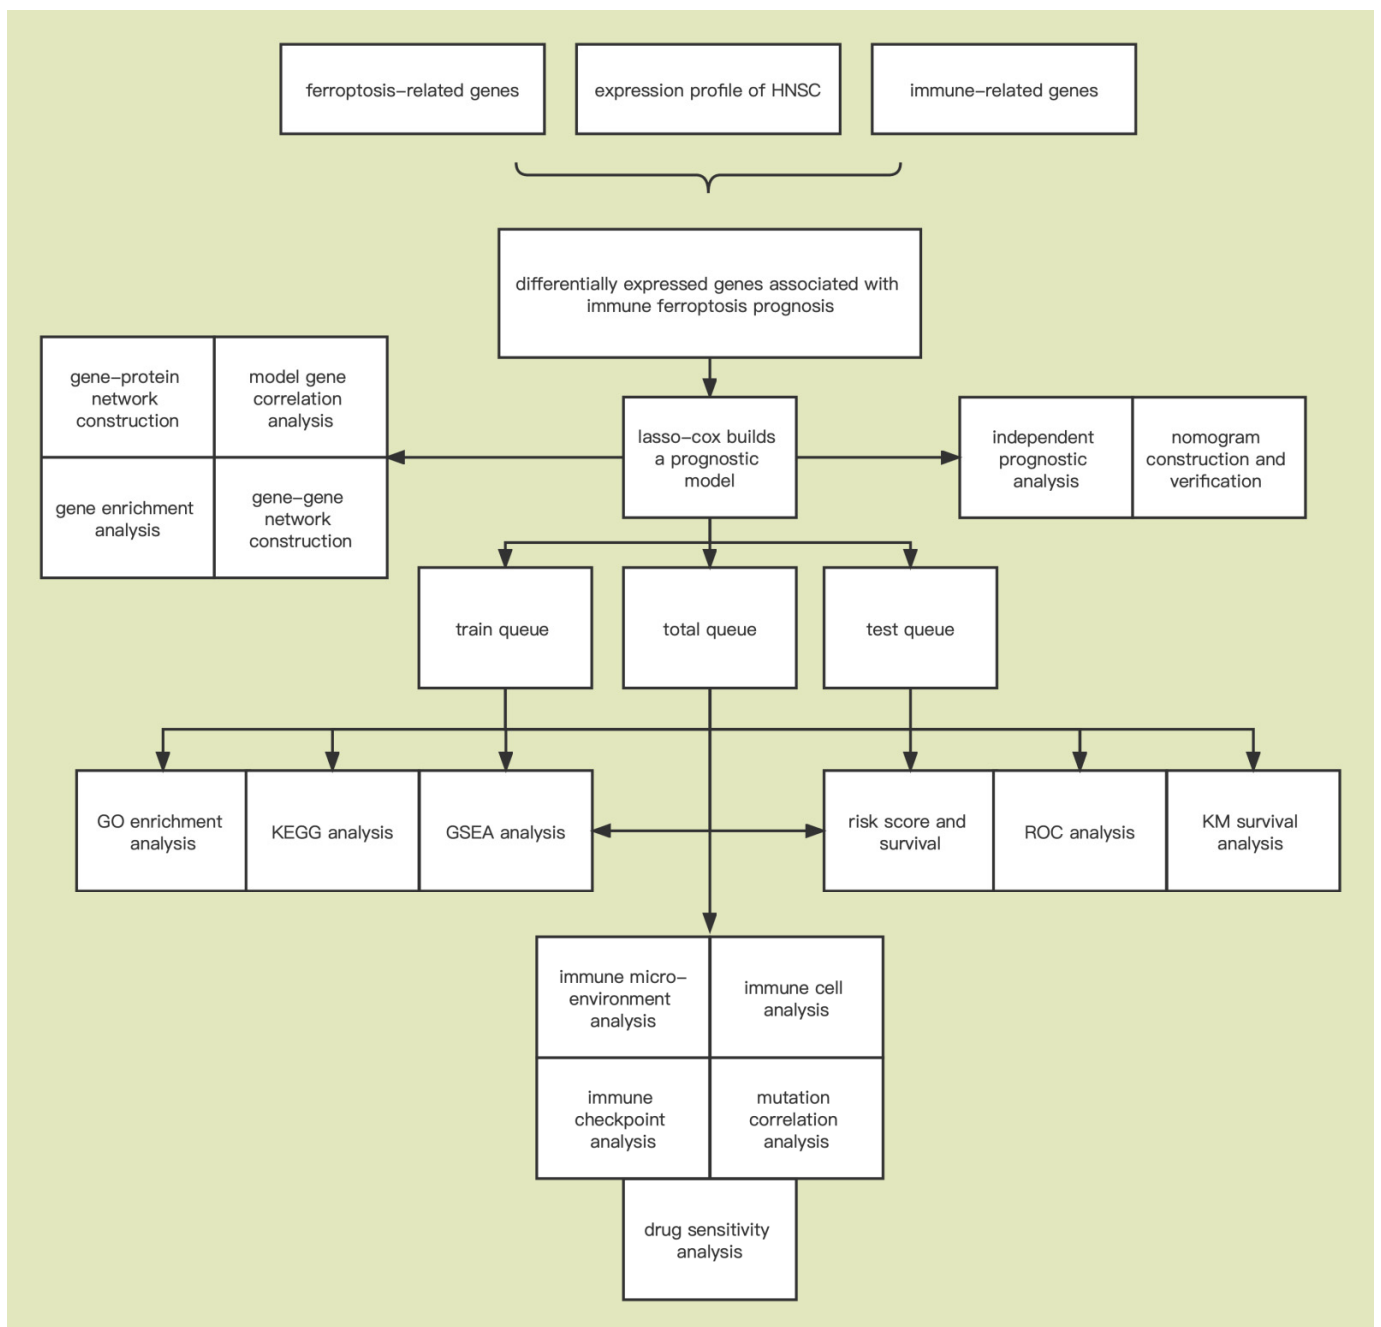 ferroptosis–related genes
expression profile of HNSC
immune–related genes
differentially expressed genes associated with
immune ferroptosis prognosis
gene–protein
network
construction
model gene
correlation
analysis
gene enrichment
analysis
gene–gene
network
construction
lasso–cox builds
a prognostic
model
independent
prognostic
analysis
nomogram
construction and
verification
train queue
total queue
test queue
GO enrichment
analysis
KEGG analysis
GSEA analysis
risk score and
survival
ROC analysis
KM survival
analysis
immune micro–
environment
analysis
immune cell
analysis
immune
checkpoint
analysis
mutation
correlation
analysis
drug sensitivity
analysis